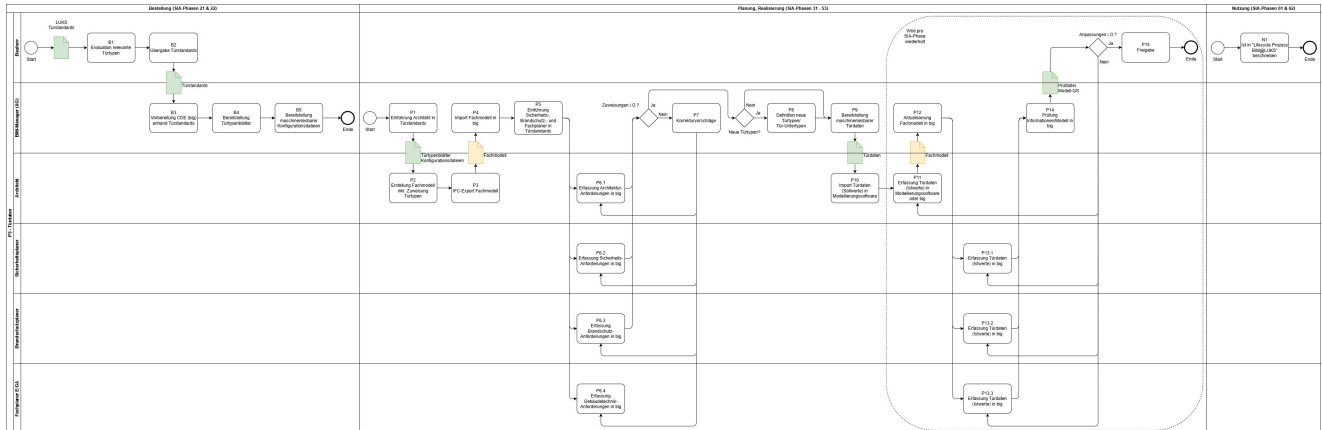 Bestellung (SIA-Phasen 21 & 22)
Planung, Realisierung (SIA-Phasen 31 - 53)
Nutzung (SIA-Phasen 61 & 62)
P3 - Türdaten
Bauherr
LUKS
Türstandards
Start
B1
Evaluation relevante
Türtypen
B2
Übergabe Türstandards
Türstandards
Wird pro
SIA-Phase
wiederholt
Anpassungen i.O.?
Ja
Nein
P15
Freigabe
Ende
Start
N1
Ist in "Lifecycle Prozess
BIM@LUKS"
beschrieben
Ende
BIM-Manager (AG)
B3
Vorbereitung CDE (big)
anhand Türstandards
B4
Bereitstellung
Türtypenblätter
B5
Bereitstellung
maschinenlesbarer
Konfigurationsdateien
Ende
Start
P1
Einführung Architekt in
Türstandards
P4
Import Fachmodell in
big
P5
Einführung
Sicherheits-,
Brandschutz-, und
Fachplaner in
Türstandards
Zuweisungen i.O.?
Ja
Nein
P7
Korrekturvorschläge
Nein
Ja
Neue Türtypen?
P8
Definition neue
Türtypen/
Tür-Untertypen
P9
Bereitstellung
maschinenlesbarer
Türdaten
P12
Aktualisierung
Fachmodell in big
P14
Prüfung
Informationen/Modell in
big
Prüfdatei
Modell-QS
Türtypenblätter
Konfigurationsdateien
Fachmodell
Türdaten
Fachmodell
Architekt
P2
Erstellung Fachmodell
inkl. Zuweisung
Türtypen
P3
IFC-Export Fachmodell
P6.1
Erfassung Architektur-
Anforderungen in big
P10
Import Türdaten
(Sollwerte) in
Modellierungssoftware
P11
Erfassung Türdaten
(Istwerte) in
Modellierungssoftware
oder big
Sicherheitsplaner
P6.2
Erfassung Sicherheits-
Anforderungen in big
P13.1
Erfassung Türdaten
(Istwerte) in big
Brandschutzplaner
P6.3
Erfassung
Brandschutz-
Anforderungen in big
P13.2
Erfassung Türdaten
(Istwerte) in big
P6.4
Erfassung
Gebäudetechnik-
Anforderungen in big
P13.3
Erfassung Türdaten
(Istwerte) in big